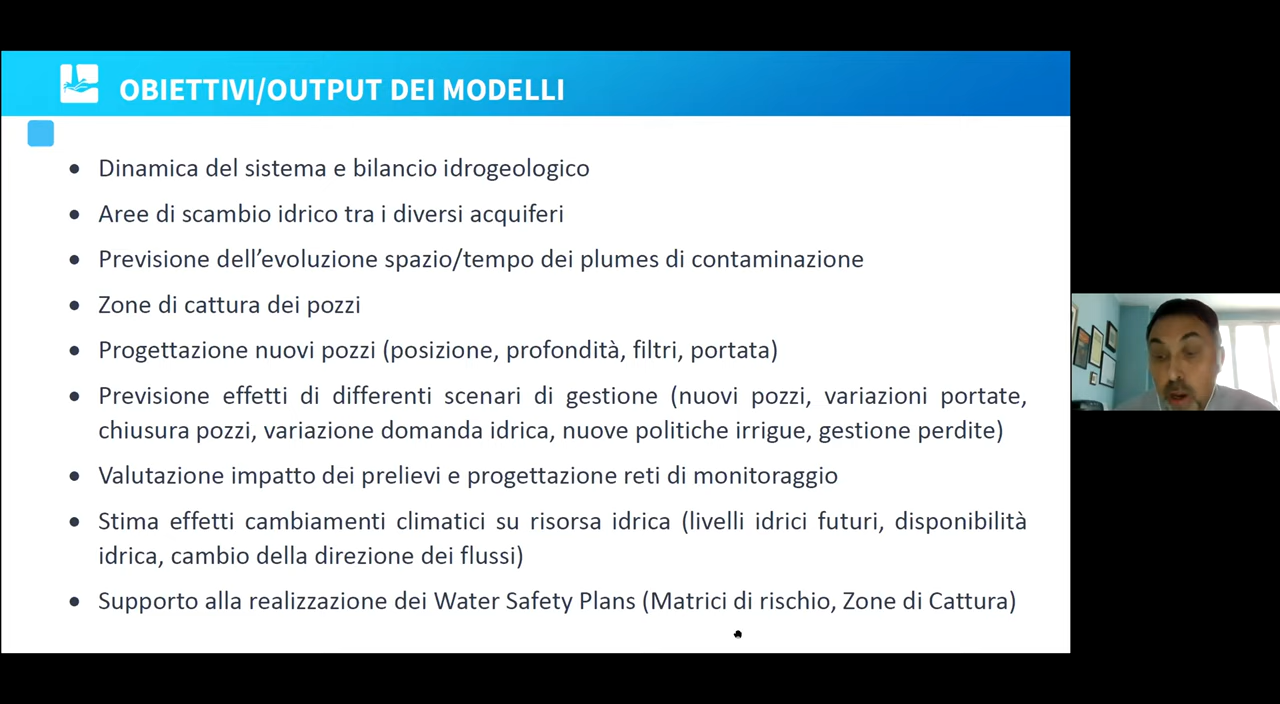 OBIETTIVI/OUTPUT DEI MODELLI
• Dinamica del sistema e bilancio idrogeologico
• Aree di scambio idrico tra i diversi acquiferi
• Previsione dell’evoluzione spazio/tempo dei plumes di contaminazione
• Zone di cattura dei pozzi
• Progettazione nuovi pozzi (posizione, profondità, filtri, portata)
• Previsione effetti di differenti scenari di gestione (nuovi pozzi, variazioni portate,
chiusura pozzi, variazione domanda idrica, nuove politiche irrigue, gestione perdite)
• Valutazione impatto dei prelievi e progettazione reti di monitoraggio
• Stima effetti cambiamenti climatici su risorsa idrica (livelli idrici futuri, disponibilità
idrica, cambio della direzione dei flussi)
• Supporto alla realizzazione dei Water Safety Plans (Matrici di rischio, Zone di Cattura)